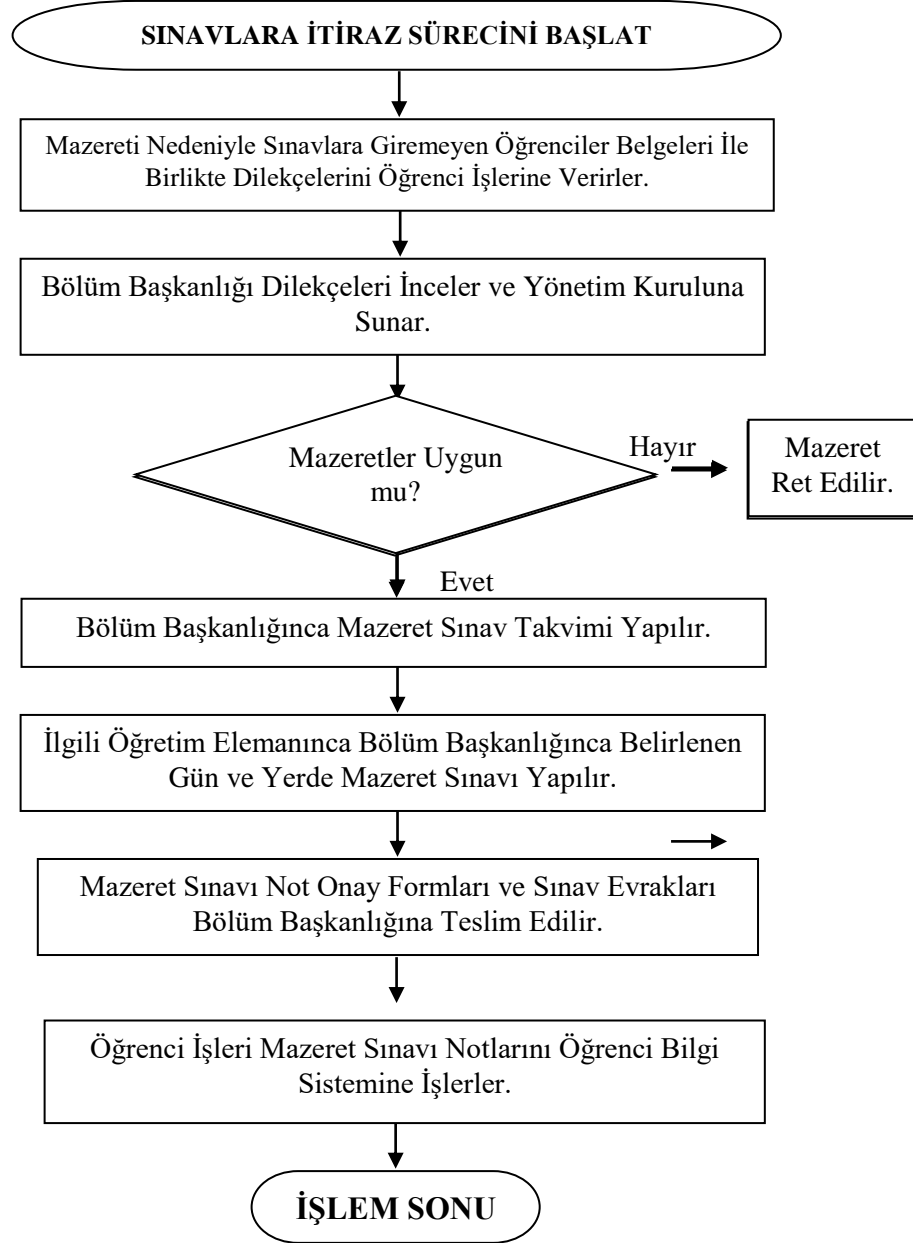 SINAVLARA İTİRAZ SÜRECİNİ BAŞLAT
Mazereti Nedeniyle Sınavlara Giremeyen Öğrenciler Belgeleri İle
Birlikte Dilekçelerini Öğrenci İşlerine Verirler.
Bölüm Başkanlığı Dilekçeleri İnceler ve Yönetim Kuruluna
Sunar.
Mazeretler Uygun
mu?
Hayır
Mazeret
Ret Edilir.
Evet
Bölüm Başkanlığınca Mazeret Sınav Takvimi Yapılır.
İlgili Öğretim Elemanınca Bölüm Başkanlığınca Belirlenen
Gün ve Yerde Mazeret Sınavı Yapılır.
Mazeret Sınavı Not Onay Formları ve Sınav Evrakları
Bölüm Başkanlığına Teslim Edilir.
Öğrenci İşleri Mazeret Sınavı Notlarını Öğrenci Bilgi
Sistemine İşlerler.
İŞLEM SONU